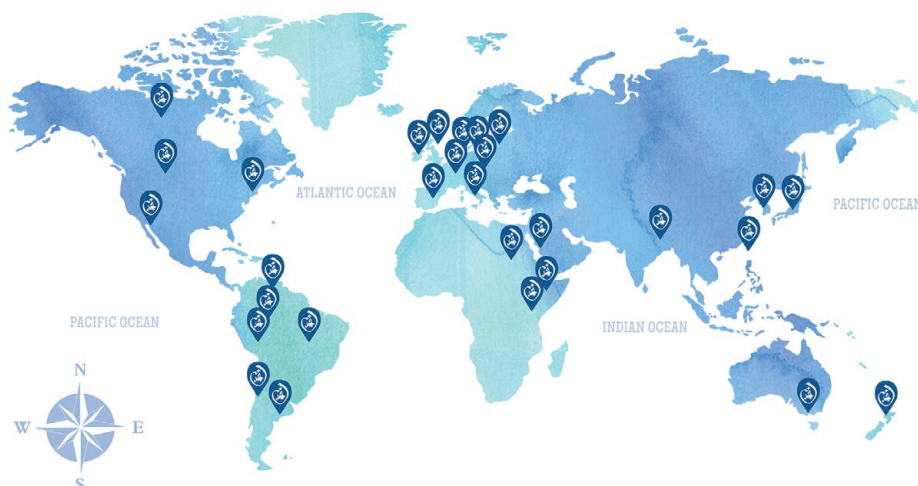 ATLANTIC OCEAN
PACIFIC OCEAN
PACIFIC OCEAN
INDIAN OCEAN
N
W E
S